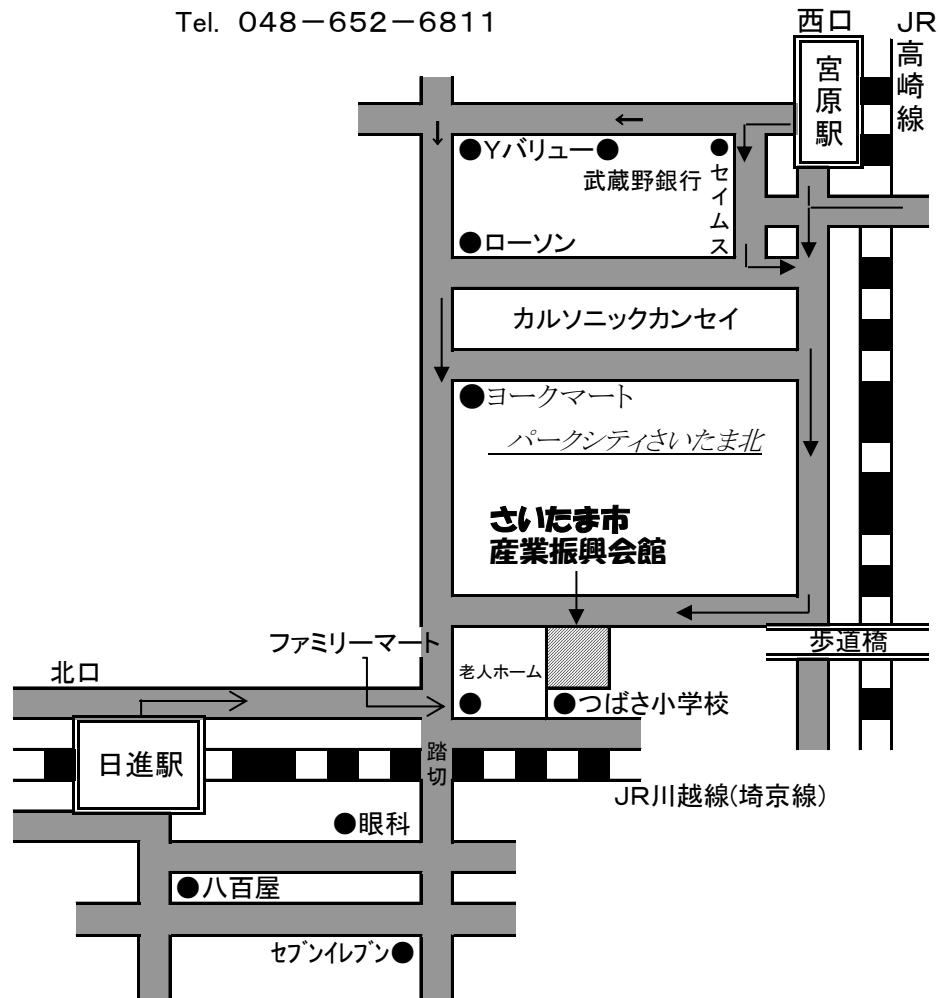 Tel. 048－652－6811
西口
JR高崎線
宮原駅
●Yバリュー●
武蔵野銀行
●セイムス
●ローソン
カルソニックカンセイ
●ヨークマート
パークシティさいたま北
さいたま市
産業振興会館
歩道橋
ファミリーマート
北口
老人ホーム
●
●つばさ小学校
日進駅
踏切
JR川越線(埼京線)
●眼科
●八百屋
セブンイレブン●